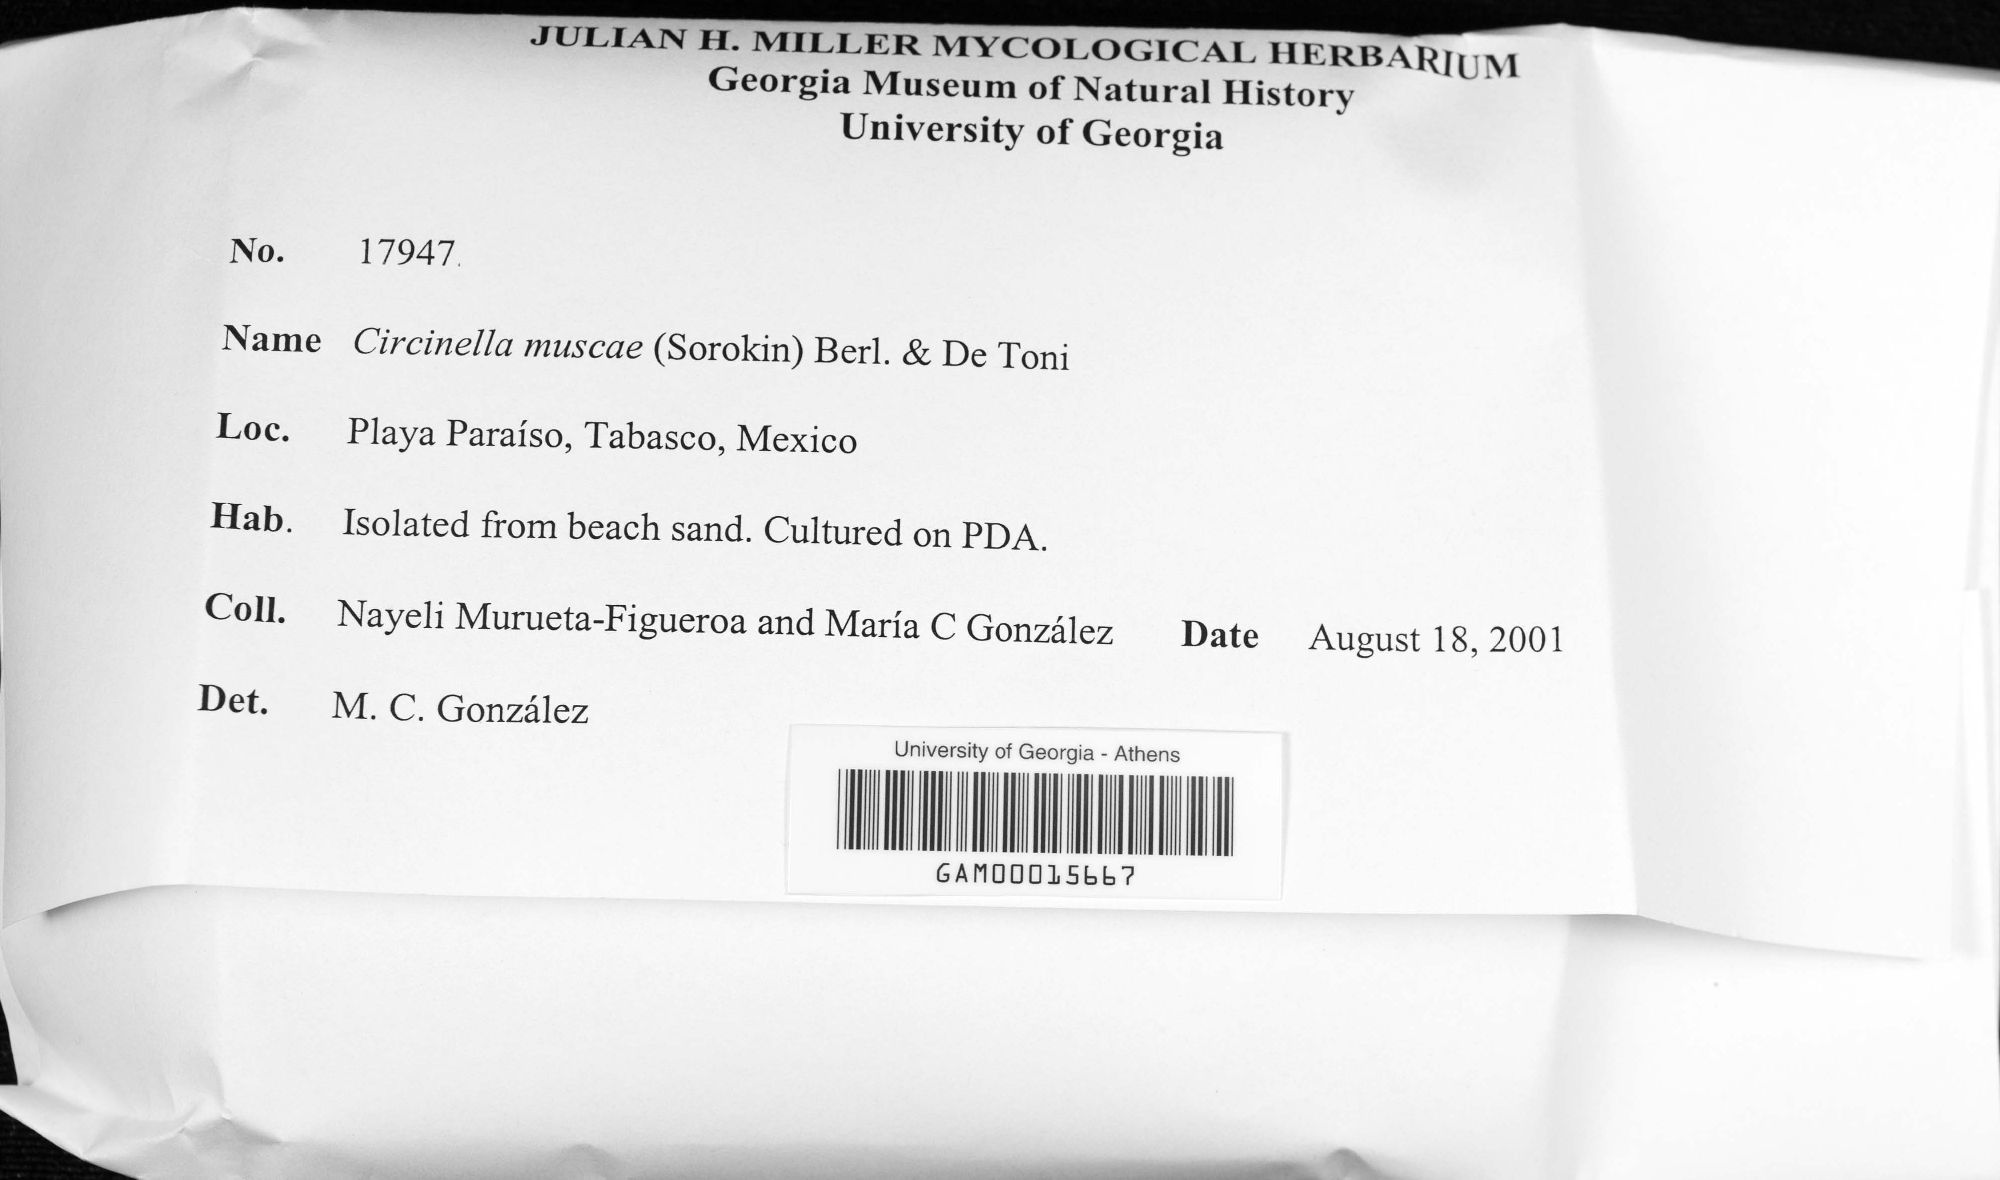 JULIAN H. MILLER MYCOLOGICAL HERBARIUM
Georgia Museum of Natural History
University of Georgia
No. 17947.
Name Circinella muscae (Sorokin) Berl. & De Toni
Loc. Playa Paraíso, Tabasco, Mexico
Hab. Isolated from beach sand. Cultured on PDA.
Coll. Nayeli Murueta-Figueroa and María C González Date August 18, 2001
Det. M. C. González
University of Georgia - Athens
GAM00015667